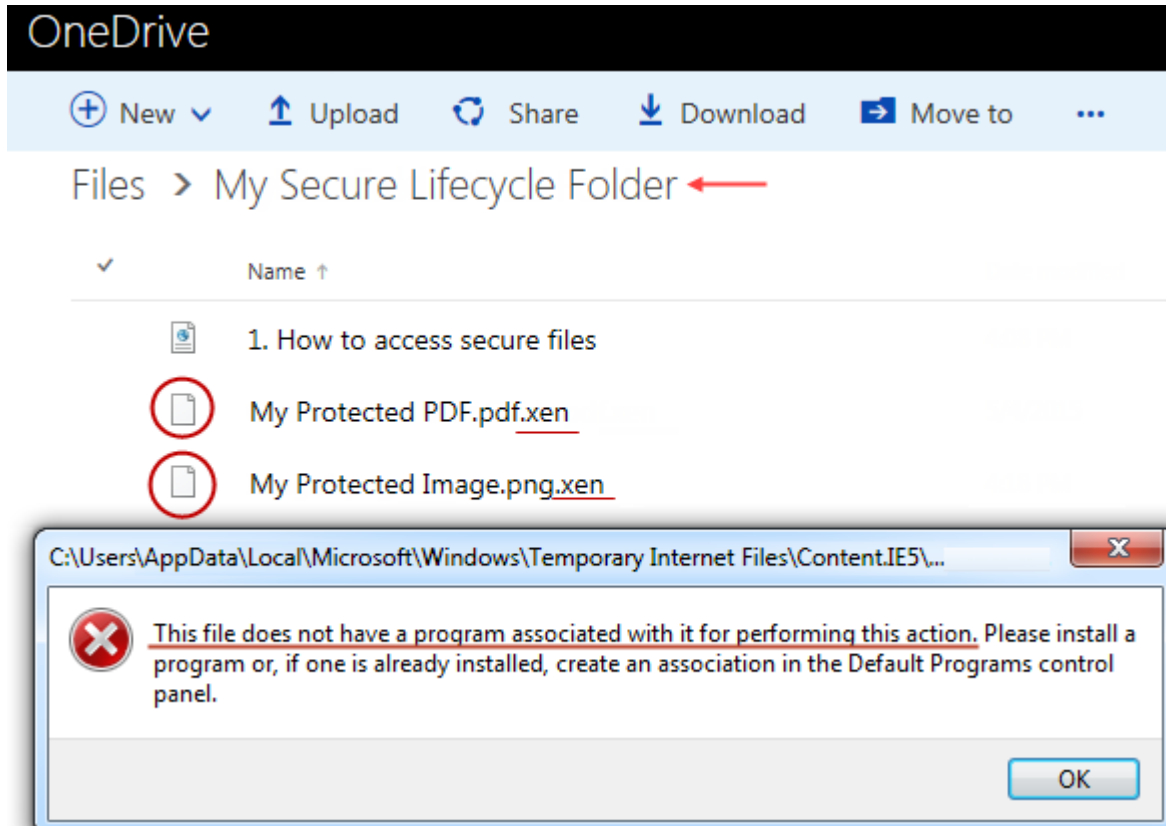 OneDrive
New Upload Share Download Move to ...
Files > My Secure Lifecycle Folder
Name ↑
1. How to access secure files
My Protected PDF.pdf.xen
My Protected Image.png.xen
C:\Users\AppData\Local\Microsoft\Windows\Temporary Internet Files\Content.IE5\...
This file does not have a program associated with it for performing this action. Please install a
program or, if one is already installed, create an association in the Default Programs control
panel.
OK